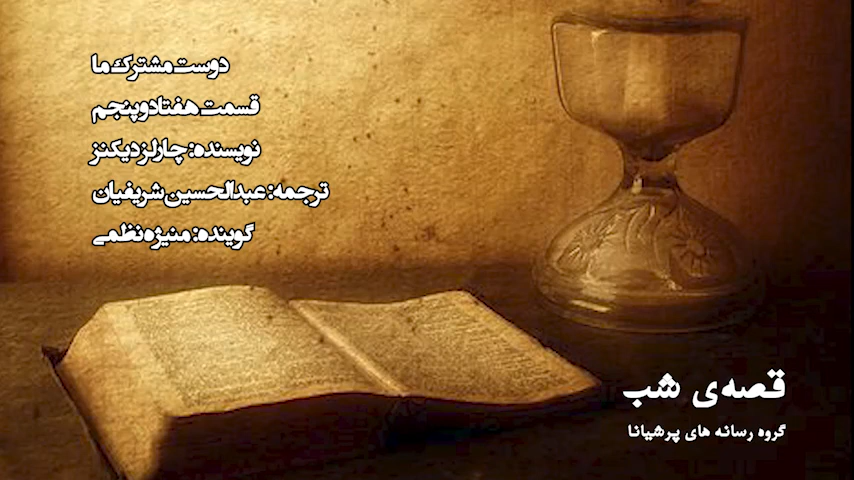 دوست مشترک ما
قسمت هفتاد و پنجم
نویسنده: چارلز دیکنز
ترجمه: عبدالحسین شریفیان
گوینده: منیژه نظمی
قصه‌ی شب
گروه رسانه های پرشیانا